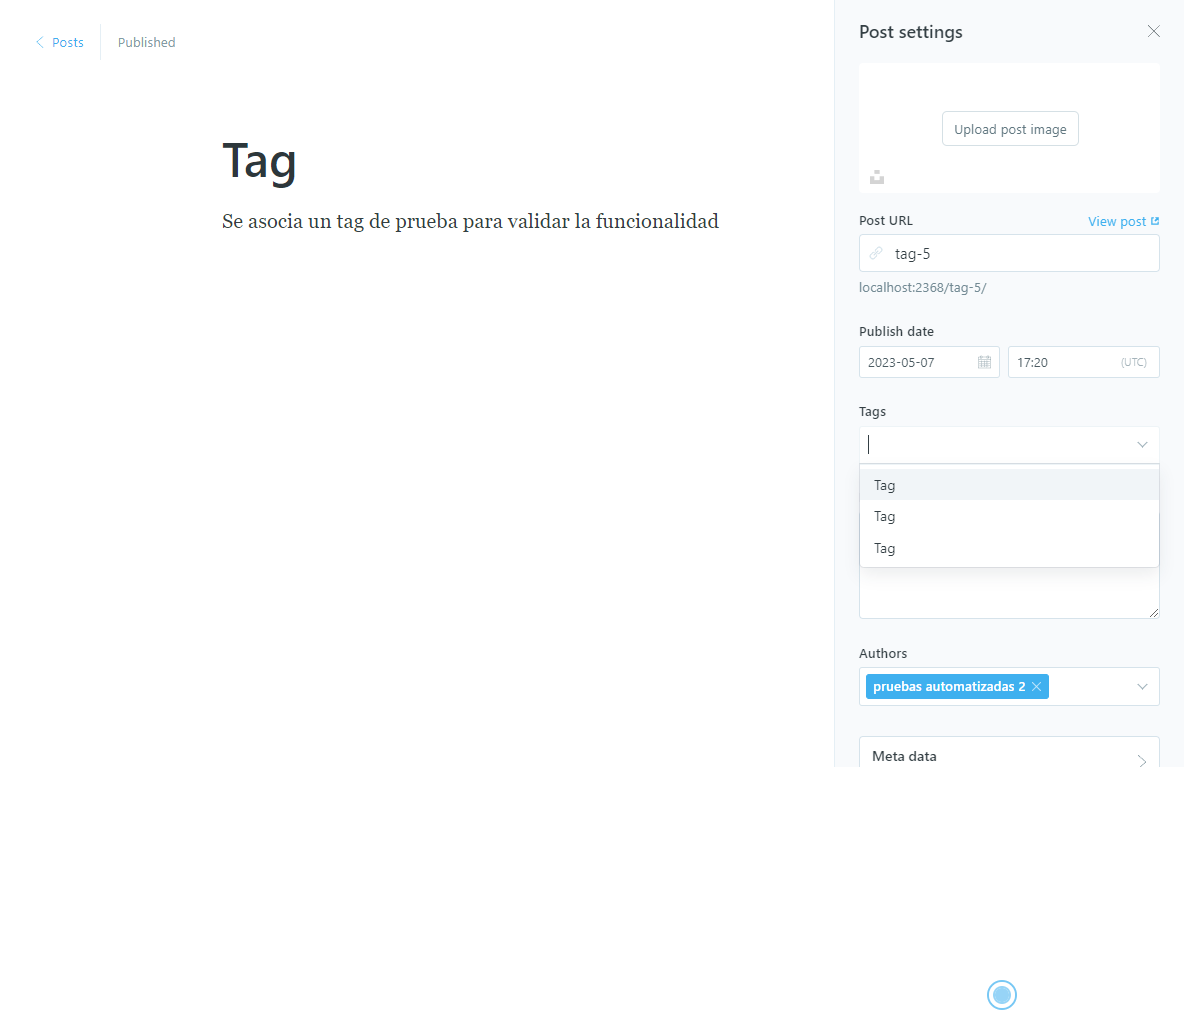 Posts
Published
Post settings
Upload post image
Tag
Se asocia un tag de prueba para validar la funcionalidad
Post URL
View post
tag-5
localhost:2368/tag-5/
Publish date
2023-05-07
17:20
(UTC)
Tags
Tag
Tag
Tag
Authors
pruebas automatizadas 2
Meta data